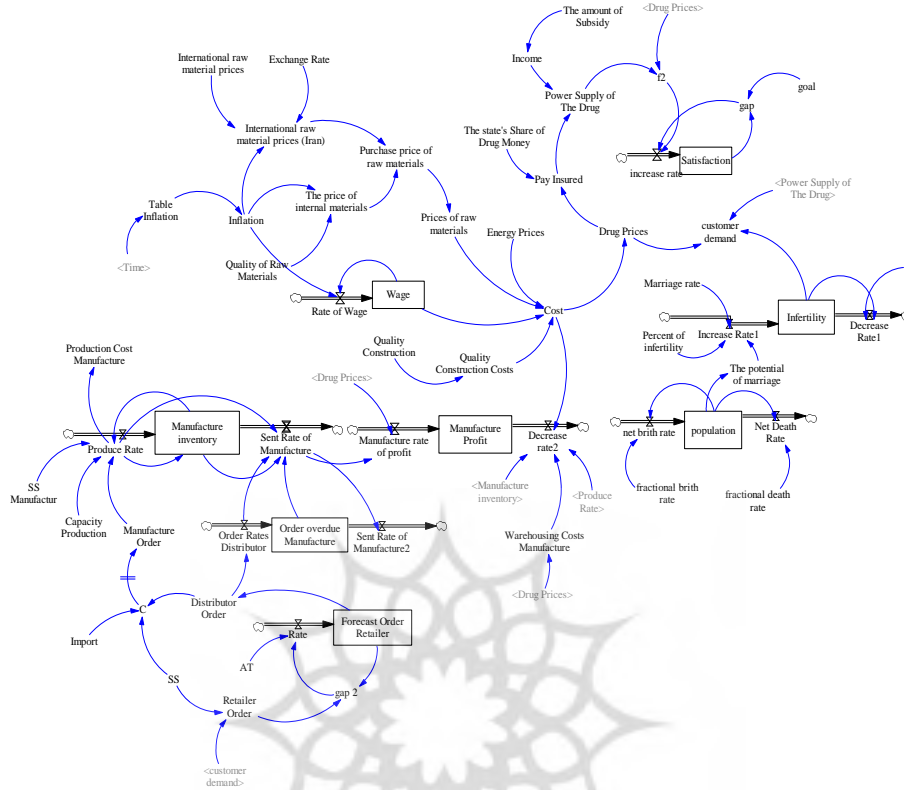 The amount of
Subsidy
<Drug Prices>
International raw
material prices
Exchange Rate
Income
f2
goal
Power Supply of
The Drug
gap
International raw
material prices (Iran)
The state's Share of
Drug Money
Purchase price of
raw materials
increase rate
Satisfaction
Pay Insured
The price of
internal materials
<Power Supply of
The Drug>
Table
Inflation
Inflation
Prices of raw
materials
Energy Prices
Drug Prices
customer
demand
<Time>
Quality of Raw
Materials
Wage
Rate of Wage
Cost
Marriage rate
Infertility
Increase Rate1
Decrease
Rate1
Percent of
infertility
Production Cost
Manufacture
Quality
Construction
Quality
Construction Costs
The potential
of marriage
<Drug Prices>
Manufacture
inventory
Manufacture
Profit
population
Produce Rate
Sent Rate of
Manufacture
Manufacture rate
of profit
Decrease
rate2
net brith rate
Net Death
Rate
SS
Manufactur
<Manufacture
inventory>
<Produce
Rate>
fractional brith
rate
fractional death
rate
Capacity
Production
Manufacture
Order
Order Rates
Distributor
Order overdue
Manufacture
Sent Rate of
Manufacture2
Warehousing Costs
Manufacture
Distributor
Order
C
<Drug Prices>
Import
Rate
Forecast Order
Retailer
AT
SS
gap 2
Retailer
Order
<customer
demand>